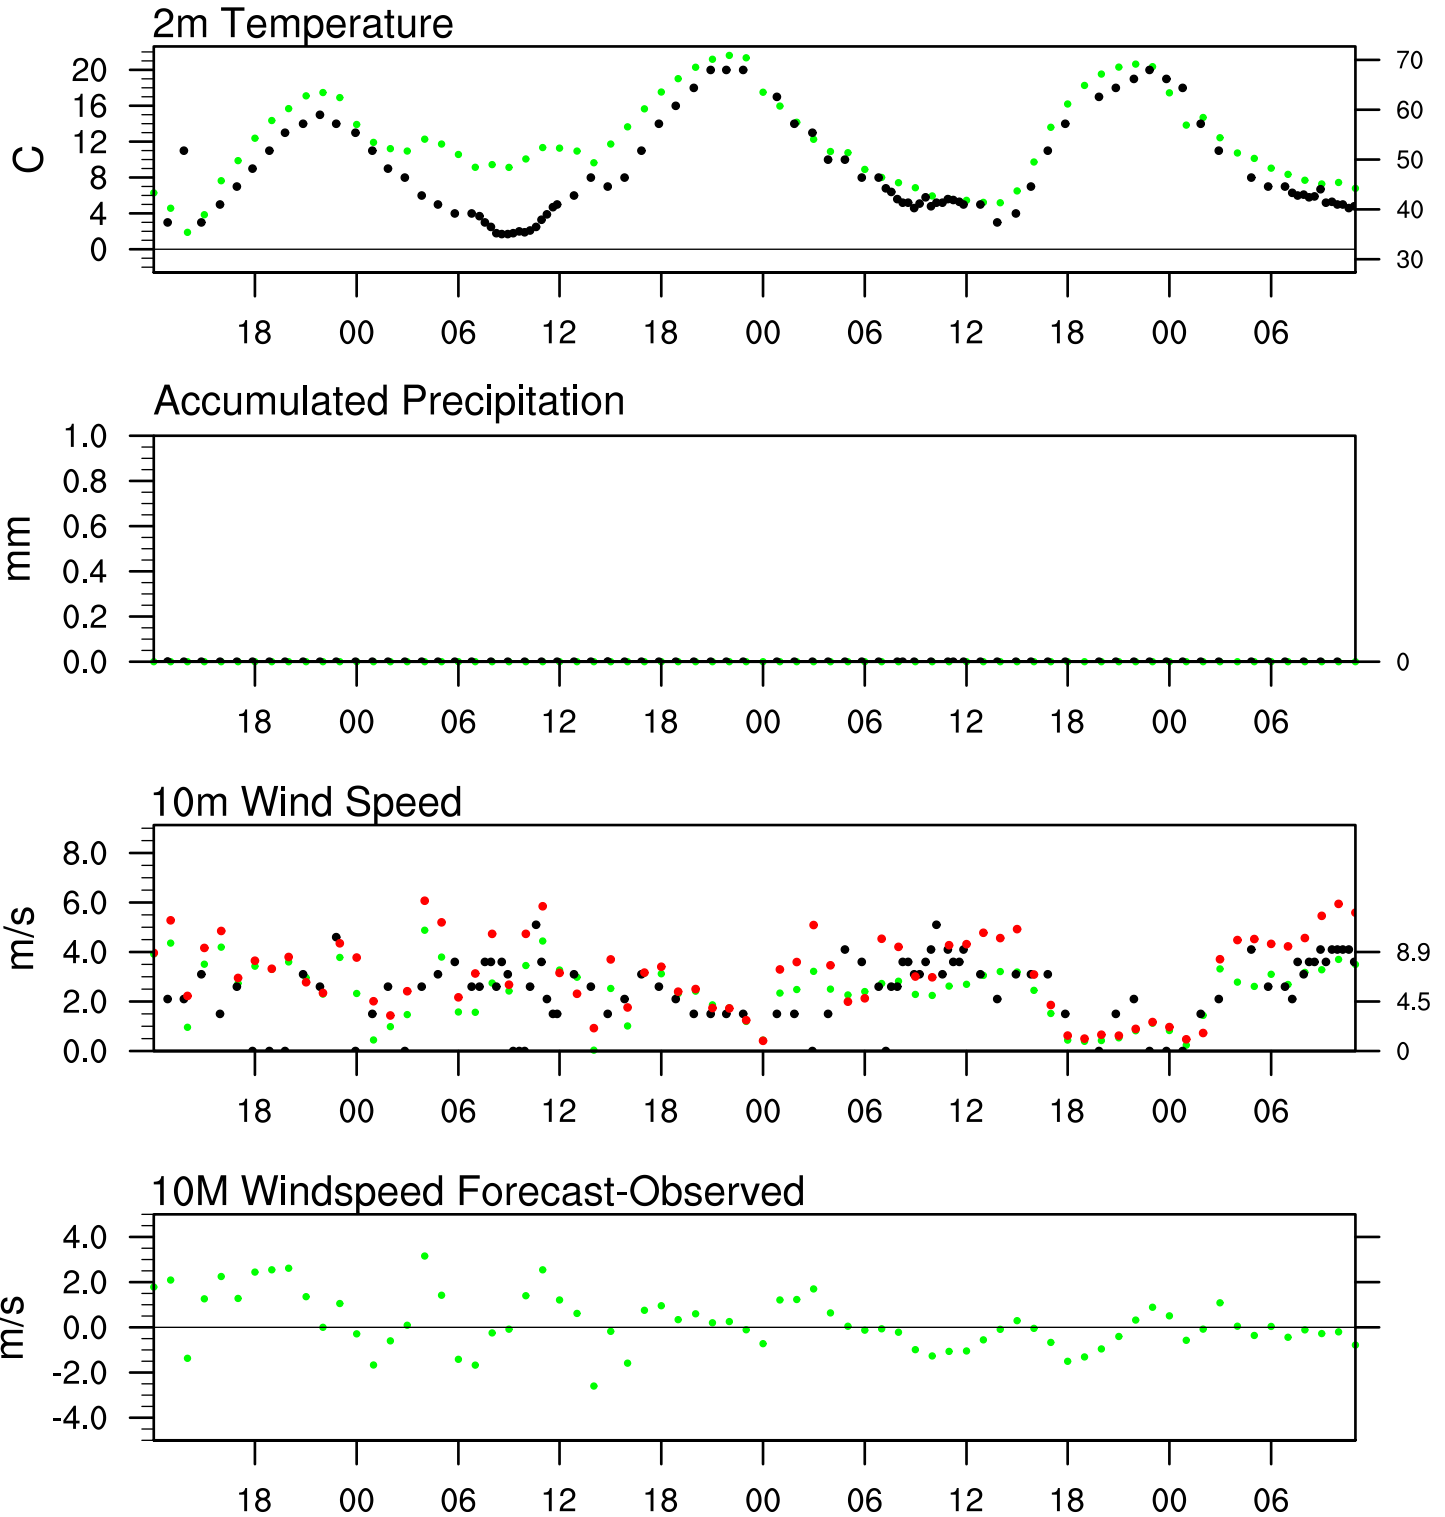 2m Temperature
C
20
16
12
8
4
0
70
60
50
40
30
18 00 06 12 18 00 06 12 18 00 06
Accumulated Precipitation
mm
1.0
0.8
0.6
0.4
0.2
0.0
0
18 00 06 12 18 00 06 12 18 00 06
10m Wind Speed
m/s
8.0
6.0
4.0
2.0
0.0
8.9
4.5
0
18 00 06 12 18 00 06 12 18 00 06
10M Windspeed Forecast-Observed
m/s
4.0
2.0
0.0
-2.0
-4.0
18 00 06 12 18 00 06 12 18 00 06